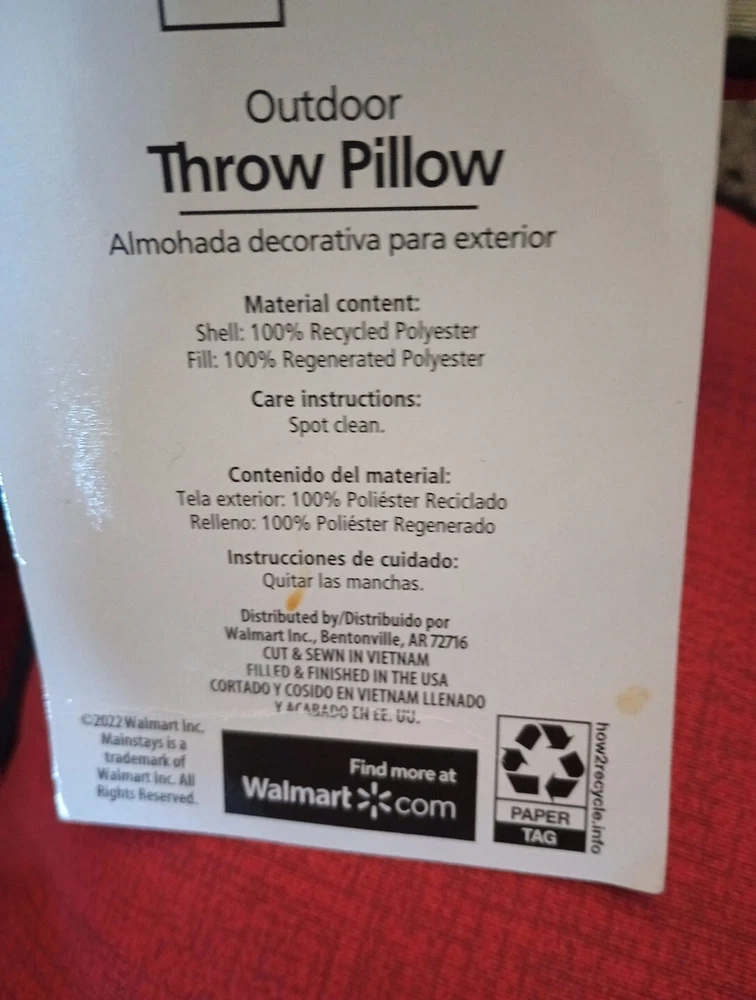 Outdoor
Throw Pillow
Almohada decorativa para exterior
Material content:
Shell: 100% Recycled Polyester
Fill: 100% Regenerated Polyester
Care instructions:
Spot clean.
Contenido del material:
Tela exterior: 100% Poliéster Reciclado
Relleno: 100% Poliéster Regenerado
Instrucciones de cuidado:
Quitar las manchas.
Distributed by/Distribuido por
Walmart Inc., Bentonville, AR 72716
CUT & SEWN IN VIETNAM
FILLED & FINISHED IN THE USA
CORTADO Y COSIDO EN VIETNAM LLENADO
Y ACABADO EN EE. UU.
©2022 Walmart Inc.
Mainstays is a
trademark of
Walmart Inc. All
Rights Reserved.
Find more at
Walmart.com
PAPER
TAG
how2recycle.info